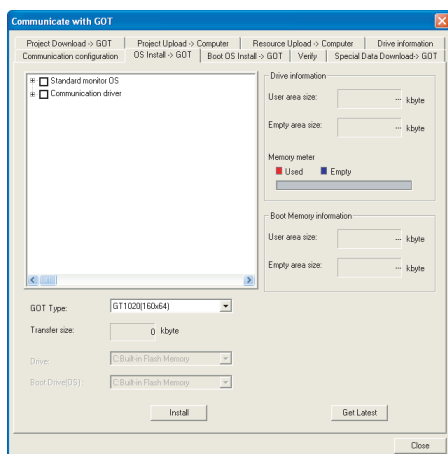 Communicate with GOT
Project Download -> GOT Project Upload -> Computer Resource Upload -> Computer Drive information
Communication configuration OS Install -> GOT Boot OS Install -> GOT Verify Special Data Download-> GOT
Standard monitor OS
Communication driver
Drive information
User area size: --- kbyte
Empty area size: --- kbyte
Memory meter
Used Empty
Boot Memory information
User area size: --- kbyte
Empty area size: --- kbyte
GOT Type: GT1020(160x64)
Transfer size: 0 kbyte
Drive: C:Built-in Flash Memory
Boot Drive(OS): C:Built-in Flash Memory
Install Get Latest
Close